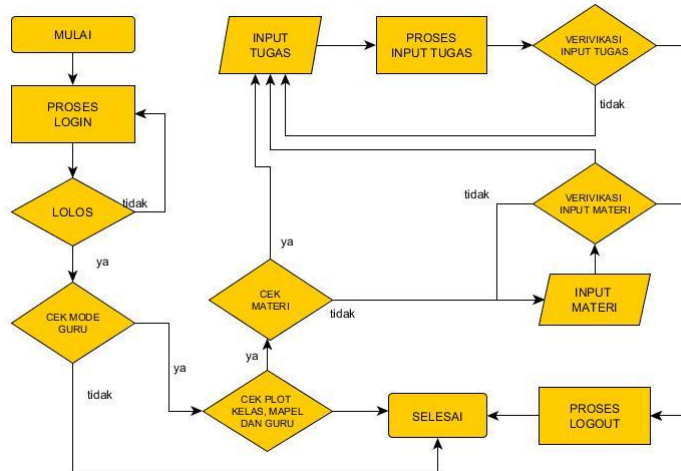 MULAI
INPUT
TUGAS
PROSES
INPUT TUGAS
VERIVIKASI
INPUT TUGAS
PROSES
LOGIN
tidak
tidak
LOLOS
tidak
VERIVIKASI
INPUT MATERI
ya
ya
CEK
MATERI
tidak
INPUT
MATERI
CEK MODE
GURU
ya
ya
tidak
CEK PLOT
KELAS, MAPEL
DAN GURU
SELESAI
PROSES
LOGOUT